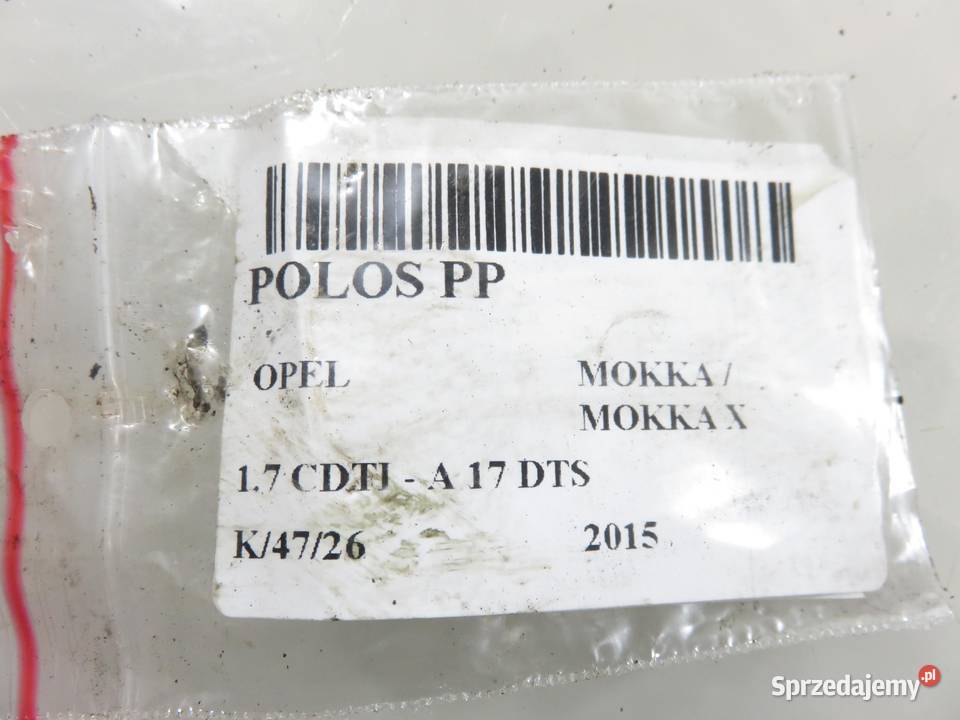 POLOS PP
OPEL MOKKA /
MOKKA X
1.7 CDTI - A 17 DTS
K/47/26 2015
Sprzedajemy.pl